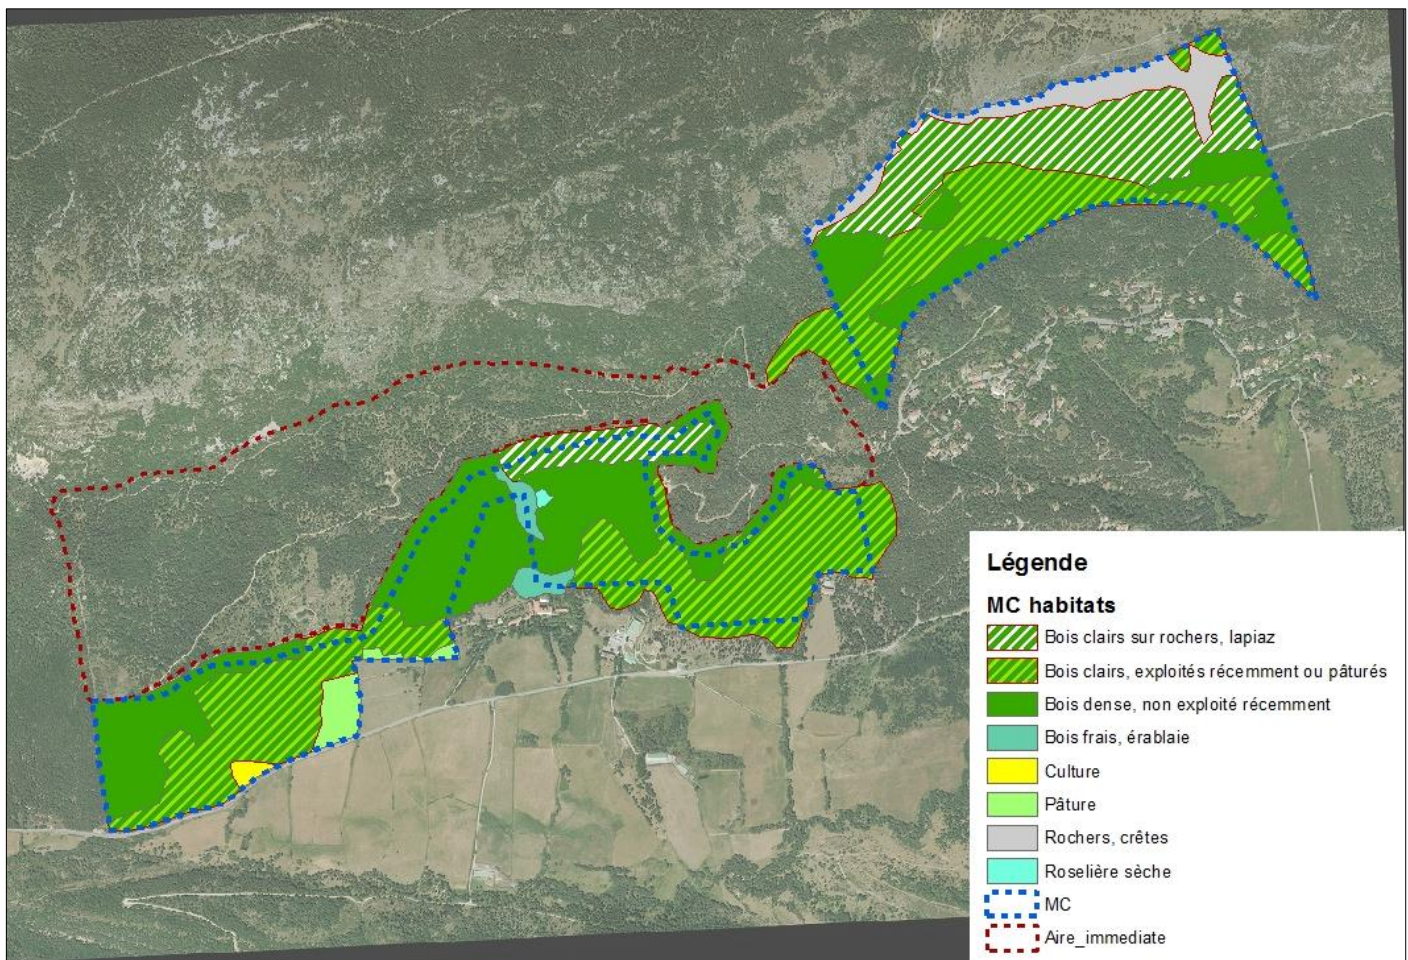 Légende
MC habitats
Bois clairs sur rochers, lapiaz
Bois clairs, exploités récemment ou pâturés
Bois dense, non exploité récemment
Bois frais, érablaie
Culture
Pâture
Rochers, crêtes
Roselière sèche
MC
Aire_immediate